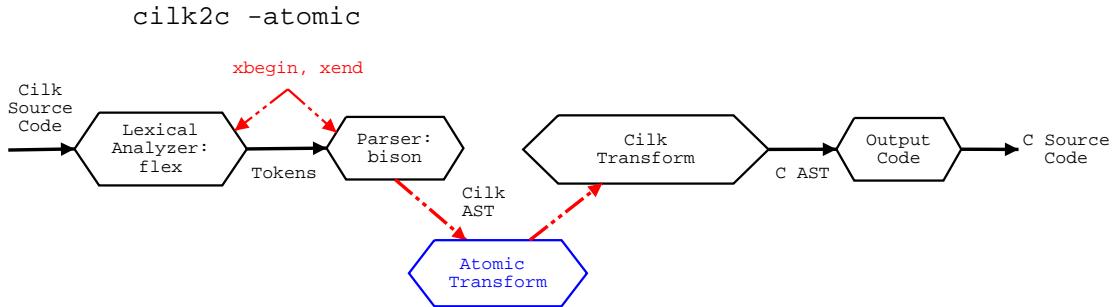 cilk2c -atomic
xbegin, xend
Cilk
Source
Code
Lexical
Analyzer:
flex
Tokens
Parser:
bison
Cilk
AST
Atomic
Transform
Cilk
Transform
C AST
Output
Code
C Source
Code